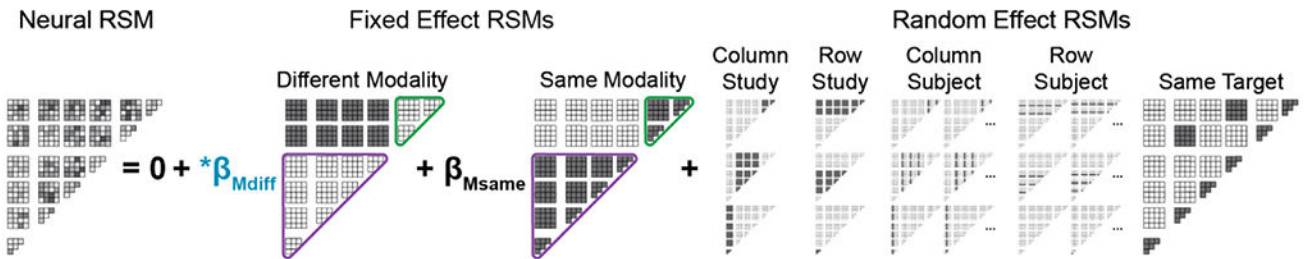 Neural RSM
Fixed Effect RSMs
Random Effect RSMs
Different Modality
Same Modality
Column
Study
Row
Study
Column
Subject
Row
Subject
Same Target
= 0 + *βMdiff
+ βMsame
+
...
...
...
...
...
...